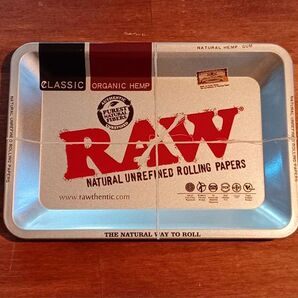 NATURAL HEMP GUM
CLASSIC
ORGANIC HEMP
PUREST
NATURAL
FIBERS
RAW
NATURAL UNREFINED ROLLING PAPERS
www.rawthentic.com
THE NATURAL WAY TO ROLL
NATURAL UNREFINED ROLLING PAPERS
NATURAL UNREFINED ROLLING PAPERS